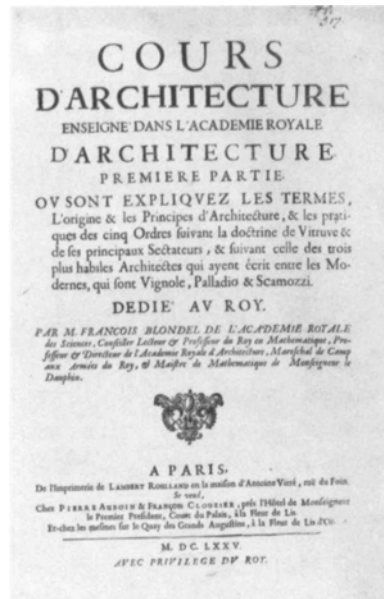 COURS
D'ARCHITECTURE
ENSEIGNE' DANS L'ACADEMIE ROYALE
D'ARCHITECTURE.
PREMIERE PARTIE.
OV SONT EXPLIQVEZ LES TERMES,
L'origine & les Principes d'Architecture, & les prati-
ques des cinq Ordres suivant la doctrine de Vitruve &
de ses principaux Sectateurs, & suivant celle des trois
plus habiles Architectes qui ayent écrit entre les Mo-
dernes, qui sont Vignole, Palladio & Scamozzi.
DEDIE' AV ROY.
PAR M. FRANCOIS BLONDEL DE L'ACADEMIE ROYALE
des Sciences, Conseiller Lecteur & Professeur du Roy en Mathematique, Pro-
fesseur & Directeur de l'Academie Royale d'Architecture, Mareschal de Camp
aux Armées du Roy, & Maistre de Mathematique de Monseigneur le
Dauphin.
A PARIS,
De l'Imprimerie de LAMBERT ROULLAND en la maison d'Antoine Vitré, ruë du Foin.
Se vend,
Chez PIERRE AUBOIN & FRANÇOIS CLOUSIER, prés l'Hôtel de Monseigneur
le Premier President, Cour du Palais, à la Fleur de Lis.
Et chez les mesmes sur le Quay des Grands Augustins, à la Fleur de Lis d'Or.
M. DC. LXXV.
AVEC PRIVILEGE DV ROY.